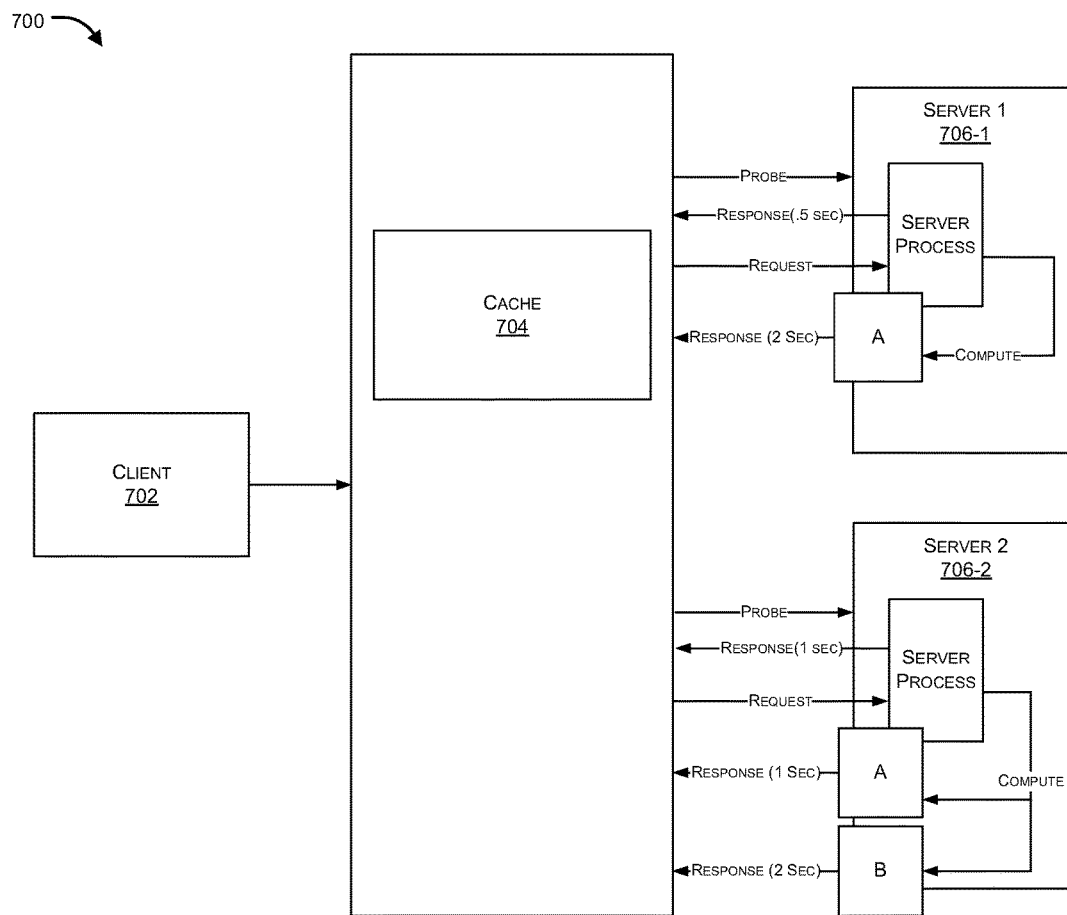 700
SERVER 1
706-1
PROBE
RESPONSE(.5 SEC)
SERVER
PROCESS
REQUEST
CACHE
704
A
RESPONSE (2 SEC)
COMPUTE
CLIENT
702
SERVER 2
706-2
PROBE
RESPONSE(1 SEC)
SERVER
PROCESS
REQUEST
A
RESPONSE (1 SEC)
COMPUTE
B
RESPONSE (2 SEC)